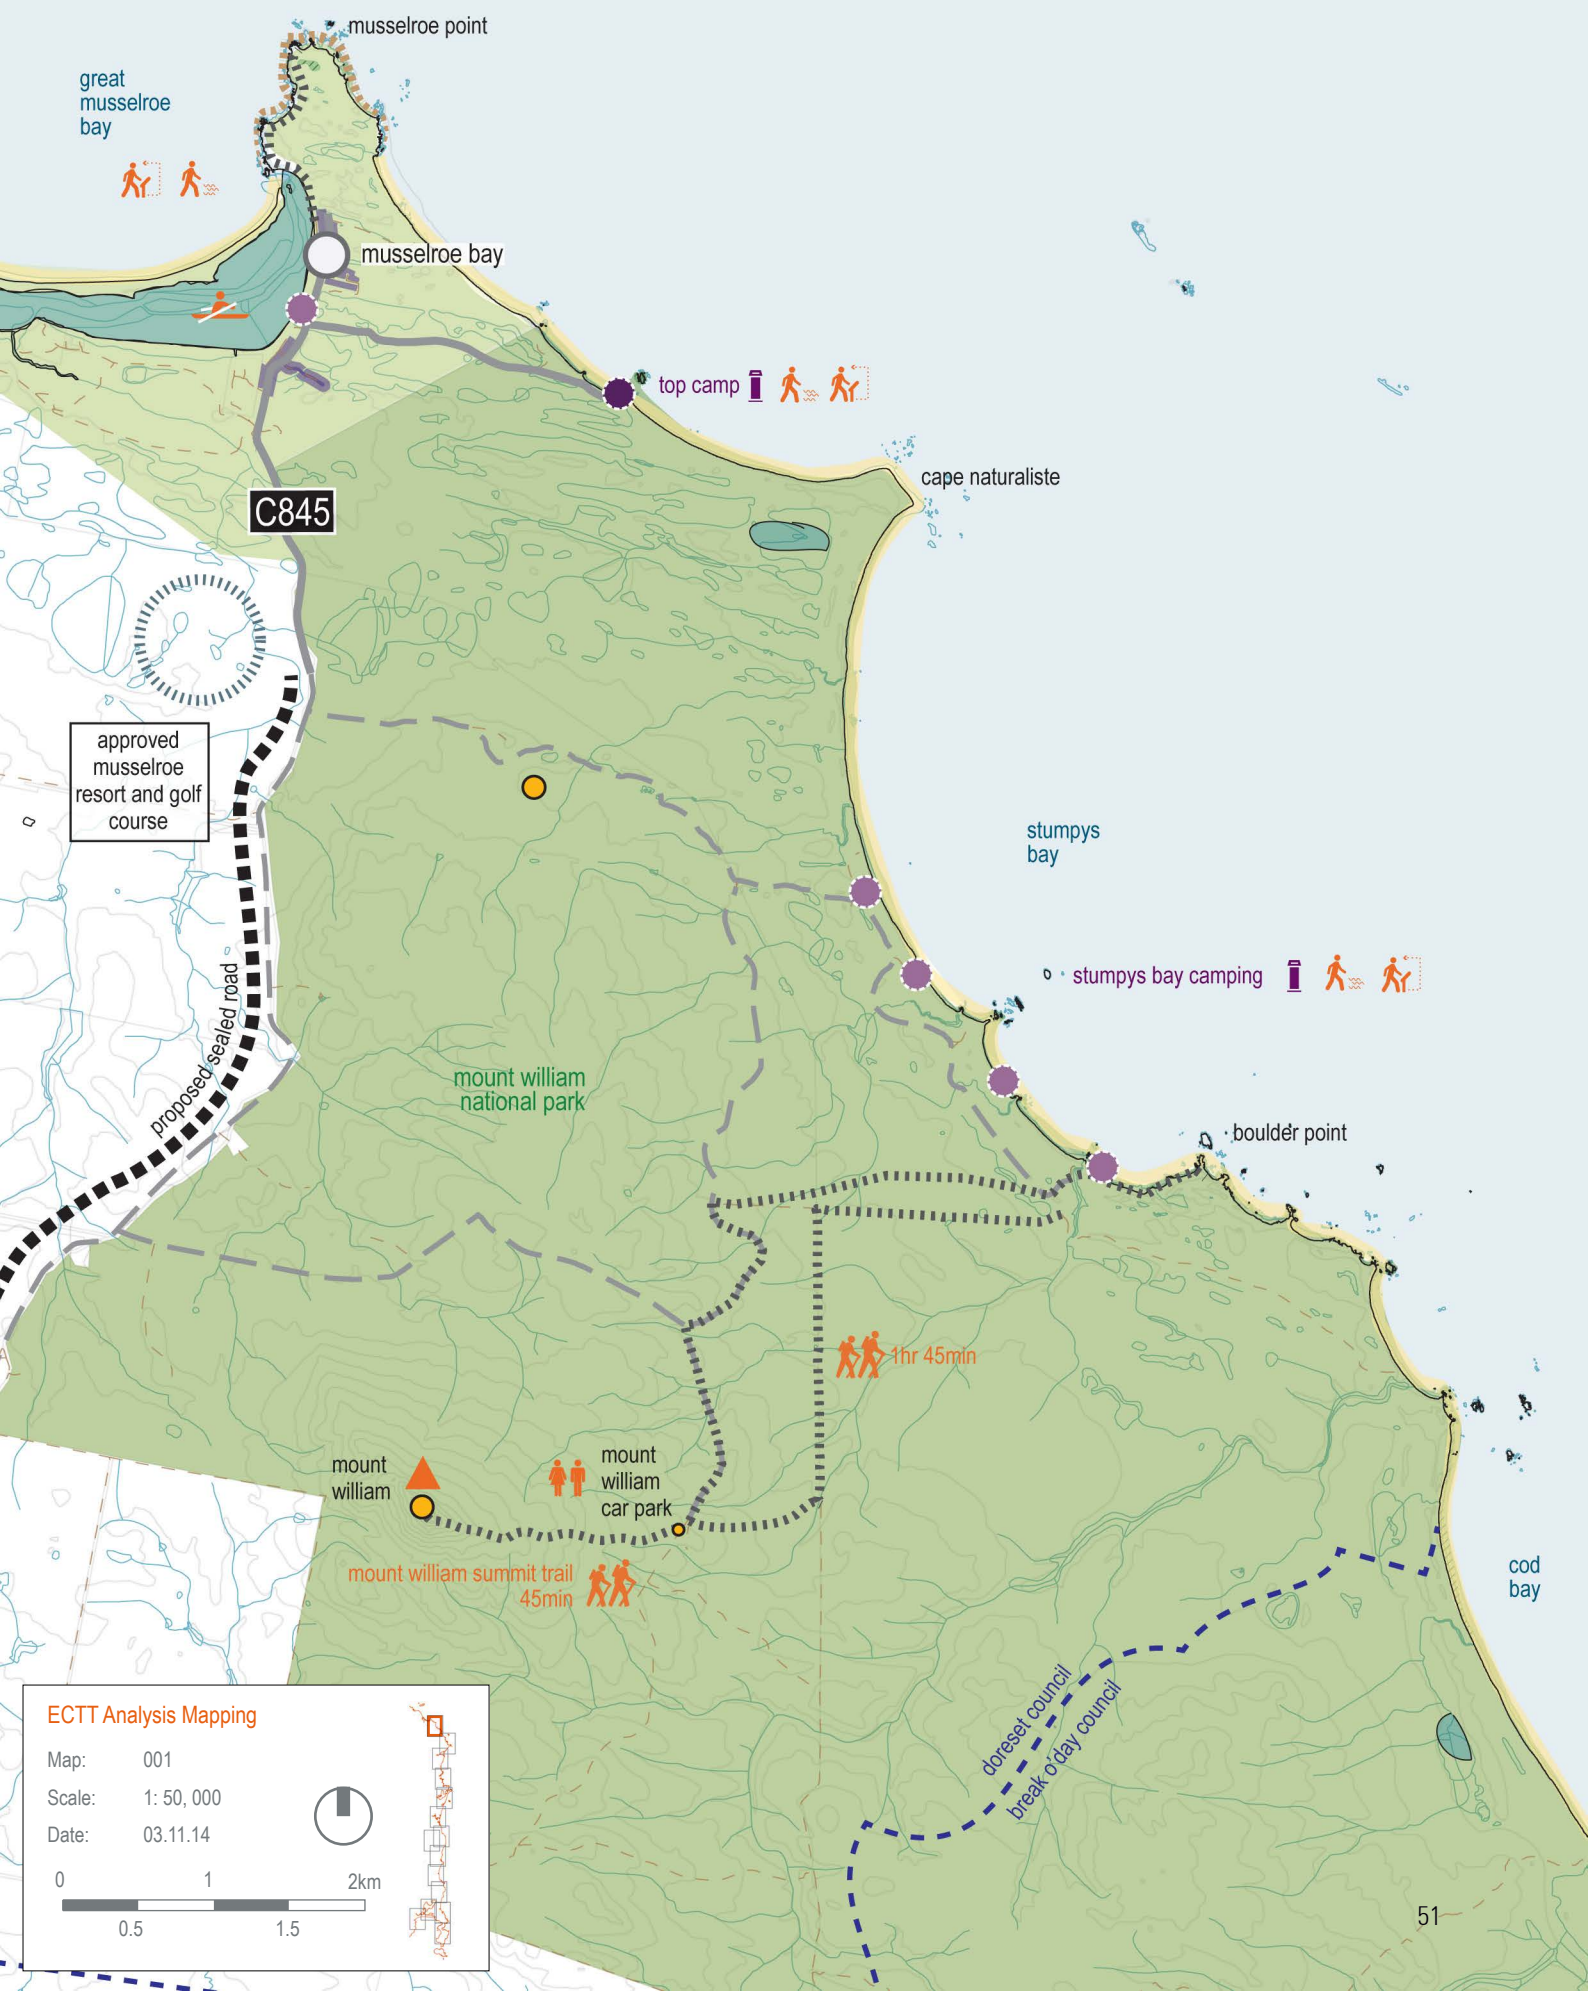 musselroe point
great
musselroe
bay
musselroe bay
top camp
cape naturaliste
C845
approved
musselroe
resort and golf
course
stumpys
bay
proposed sealed road
stumpys bay camping
mount william
national park
boulder point
1hr 45min
mount
william
mount
william
car park
mount william summit trail
45min
cod
bay
doreset council
break o'day council
ECTT Analysis Mapping
Map: 001
Scale: 1: 50, 000
Date: 03.11.14
0 1 2km
0.5 1.5
51